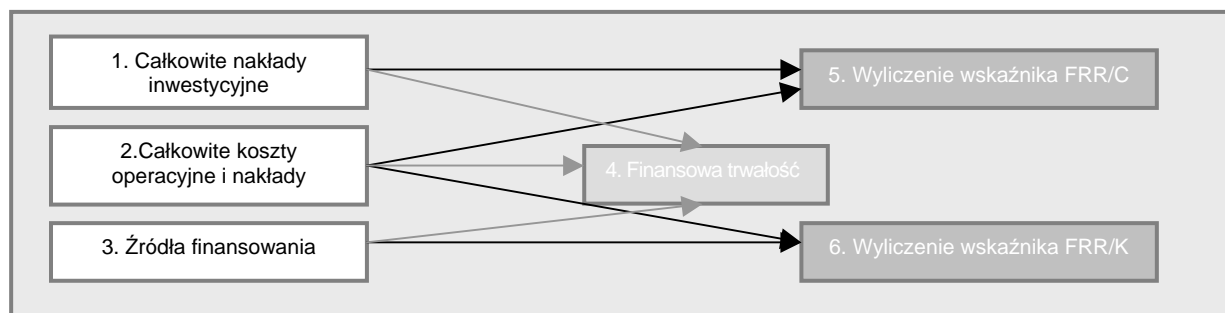 1. Całkowite nakłady
inwestycyjne
2.Całkowite koszty
operacyjne i nakłady
3. Źródła finansowania
4. Finansowa trwałość
5. Wyliczenie wskaźnika FRR/C
6. Wyliczenie wskaźnika FRR/K